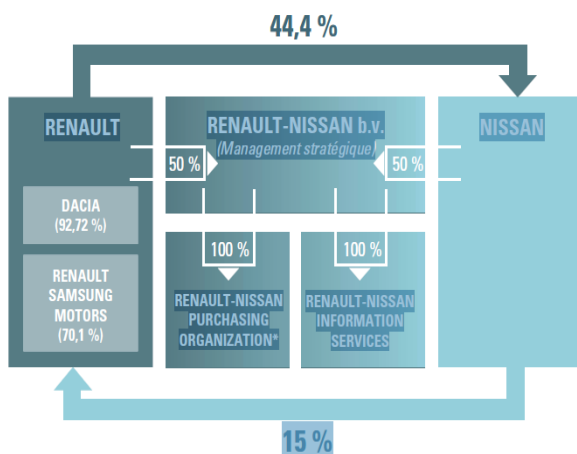 44,4 %
RENAULT
RENAULT-NISSAN b.v.
(Management stratégique)
NISSAN
50 %
50 %
DACIA
(92,72 %)
100 %
100 %
RENAULT
SAMSUNG
MOTORS
(70,1 %)
RENAULT-NISSAN
PURCHASING
ORGANIZATION*
RENAULT-NISSAN
INFORMATION
SERVICES
15 %